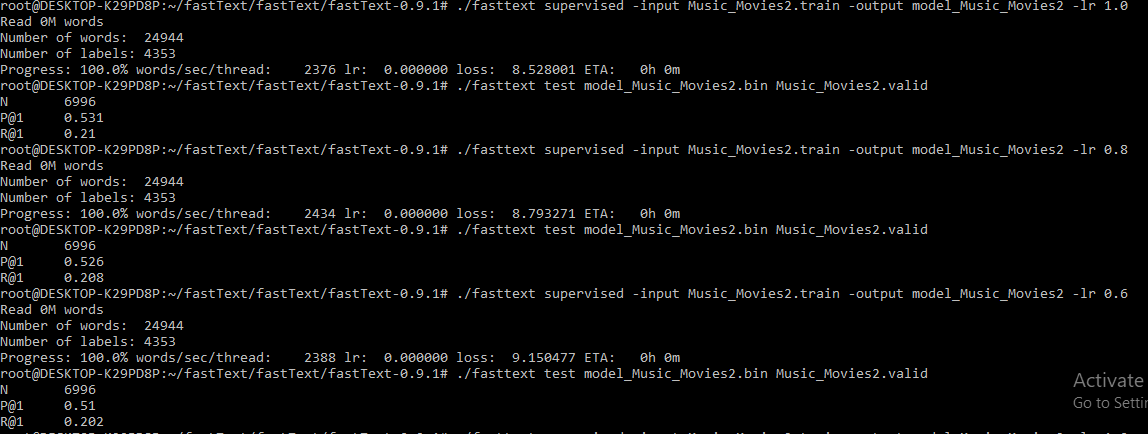 root@DESKTOP-K29PD8P:~/fastText/fastText/fastText-0.9.1# ./fasttext supervised -input Music_Movies2.train -output model_Music_Movies2 -lr 1.0
Read 0M words
Number of words:  24944
Number of labels: 4353
Progress: 100.0% words/sec/thread:    2376 lr:  0.000000 loss:  8.528001 ETA:   0h 0m
root@DESKTOP-K29PD8P:~/fastText/fastText/fastText-0.9.1# ./fasttext test model_Music_Movies2.bin Music_Movies2.valid
N       6996
P@1     0.531
R@1     0.21
root@DESKTOP-K29PD8P:~/fastText/fastText/fastText-0.9.1# ./fasttext supervised -input Music_Movies2.train -output model_Music_Movies2 -lr 0.8
Read 0M words
Number of words:  24944
Number of labels: 4353
Progress: 100.0% words/sec/thread:    2434 lr:  0.000000 loss:  8.793271 ETA:   0h 0m
root@DESKTOP-K29PD8P:~/fastText/fastText/fastText-0.9.1# ./fasttext test model_Music_Movies2.bin Music_Movies2.valid
N       6996
P@1     0.526
R@1     0.208
root@DESKTOP-K29PD8P:~/fastText/fastText/fastText-0.9.1# ./fasttext supervised -input Music_Movies2.train -output model_Music_Movies2 -lr 0.6
Read 0M words
Number of words:  24944
Number of labels: 4353
Progress: 100.0% words/sec/thread:    2388 lr:  0.000000 loss:  9.150477 ETA:   0h 0m
root@DESKTOP-K29PD8P:~/fastText/fastText/fastText-0.9.1# ./fasttext test model_Music_Movies2.bin Music_Movies2.valid
N       6996
P@1     0.51
R@1     0.202
Activate
Go to Settin